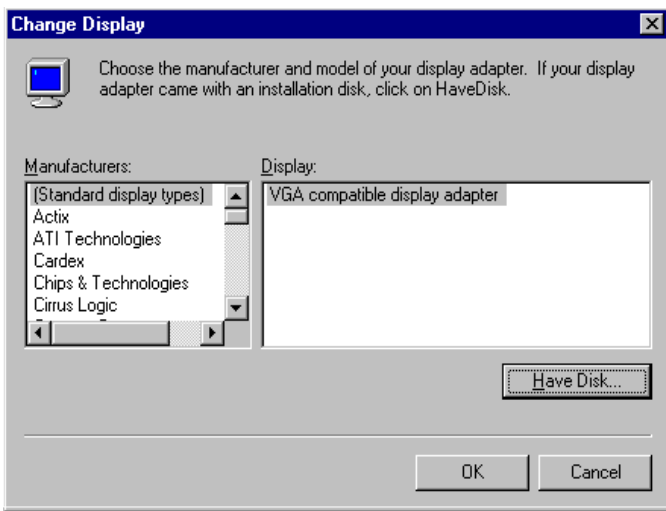 Change Display
Choose the manufacturer and model of your display adapter. If your display
adapter came with an installation disk, click on HaveDisk.
Manufacturers:
(Standard display types)
Actix
ATI Technologies
Cardex
Chips & Technologies
Cirrus Logic
Display:
VGA compatible display adapter
Have Disk...
OK
Cancel